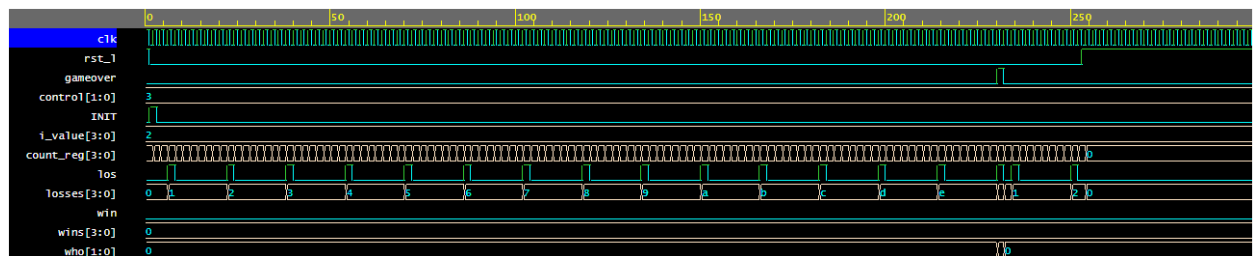 0 50 100 150 200 250
clk
rst_l
gameover
control[1:0] 3
INIT
i_value[3:0] 2
count_reg[3:0] 0
los
losses[3:0] 0 1 2 3 4 5 6 7 8 9 a b c d e 1 2 0
win
wins[3:0] 0
who[1:0] 0 0